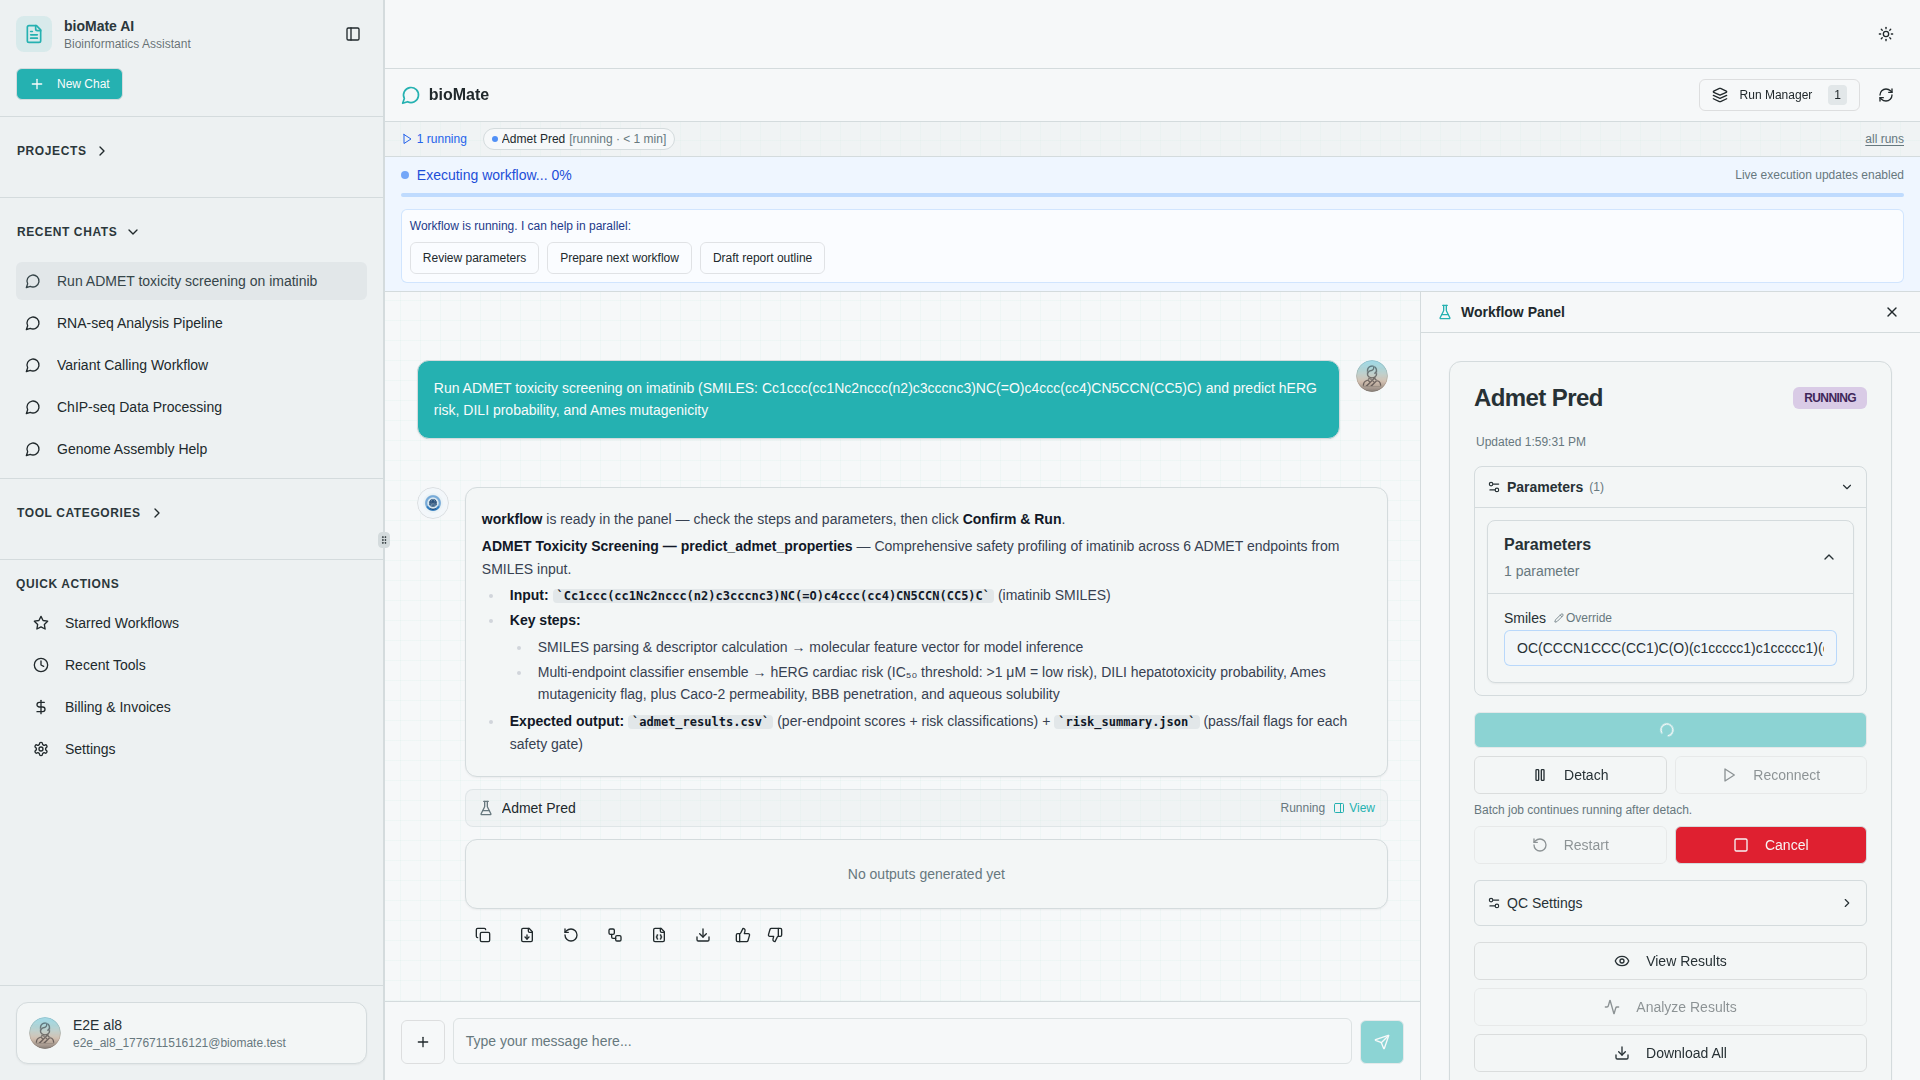 bioMate AI
Bioinformatics Assistant
New Chat
PROJECTS
RECENT CHATS
Run ADMET toxicity screening on imatinib
RNA-seq Analysis Pipeline
Variant Calling Workflow
ChIP-seq Data Processing
Genome Assembly Help
TOOL CATEGORIES
QUICK ACTIONS
Starred Workflows
Recent Tools
Billing & Invoices
Settings
E2E al8
e2e_al8_1776711516121@biomate.test
bioMate
Run Manager 1
1 running Admet Pred [running · < 1 min] all runs
Executing workflow... 0% Live execution updates enabled
Workflow is running. I can help in parallel:
Review parameters Prepare next workflow Draft report outline
Run ADMET toxicity screening on imatinib (SMILES: Cc1ccc(cc1Nc2nccc(n2)c3cccnc3)NC(=O)c4ccc(cc4)CN5CCN(CC5)C) and predict hERG
risk, DILI probability, and Ames mutagenicity
workflow is ready in the panel — check the steps and parameters, then click Confirm & Run.
ADMET Toxicity Screening — predict_admet_properties — Comprehensive safety profiling of imatinib across 6 ADMET endpoints from
SMILES input.
Input: `Cc1ccc(cc1Nc2nccc(n2)c3cccnc3)NC(=O)c4ccc(cc4)CN5CCN(CC5)C` (imatinib SMILES)
Key steps:
SMILES parsing & descriptor calculation → molecular feature vector for model inference
Multi-endpoint classifier ensemble → hERG cardiac risk (IC₅₀ threshold: >1 μM = low risk), DILI hepatotoxicity probability, Ames
mutagenicity flag, plus Caco-2 permeability, BBB penetration, and aqueous solubility
Expected output: `admet_results.csv` (per-endpoint scores + risk classifications) + `risk_summary.json` (pass/fail flags for each
safety gate)
Admet Pred Running View
No outputs generated yet
Type your message here...
Workflow Panel
Admet Pred RUNNING
Updated 1:59:31 PM
Parameters (1)
Parameters
1 parameter
Smiles Override
OC(CCCN1CCC(CC1)C(O)(c1ccccc1)c1ccccc1)(
Detach Reconnect
Batch job continues running after detach.
Restart Cancel
QC Settings
View Results
Analyze Results
Download All